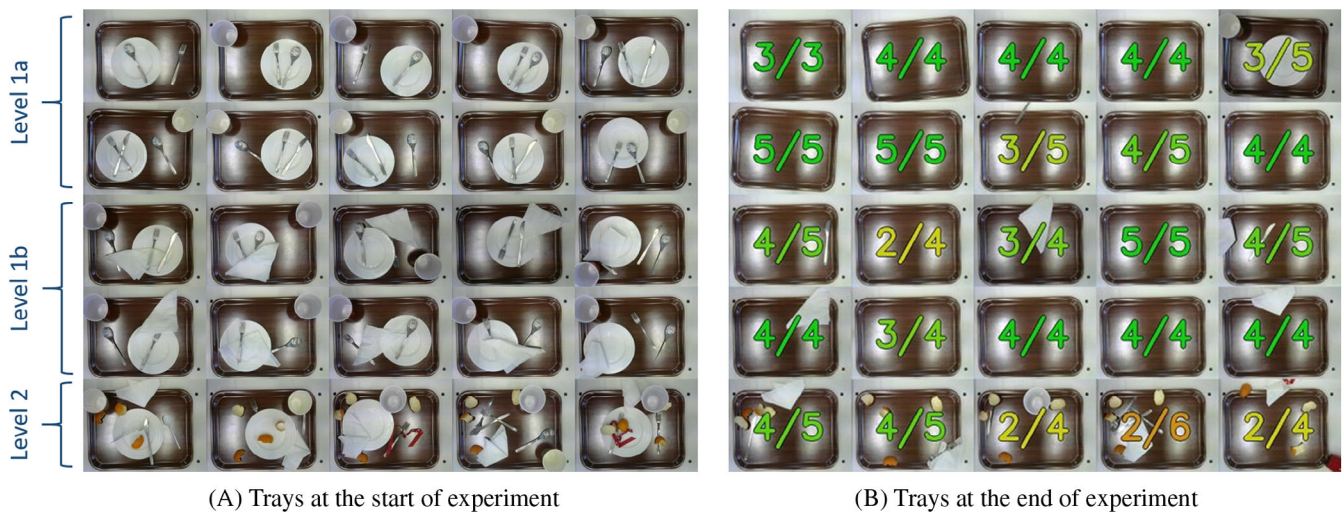 Level 1a
3/3 4/4 4/4 4/4 3/5
5/5 5/5 3/5 4/5 4/4
Level 1b
4/5 2/4 3/4 5/5 4/5
4/4 3/4 4/4 4/4 4/4
Level 2
4/5 4/5 2/4 2/6 2/4
(A) Trays at the start of experiment
(B) Trays at the end of experiment